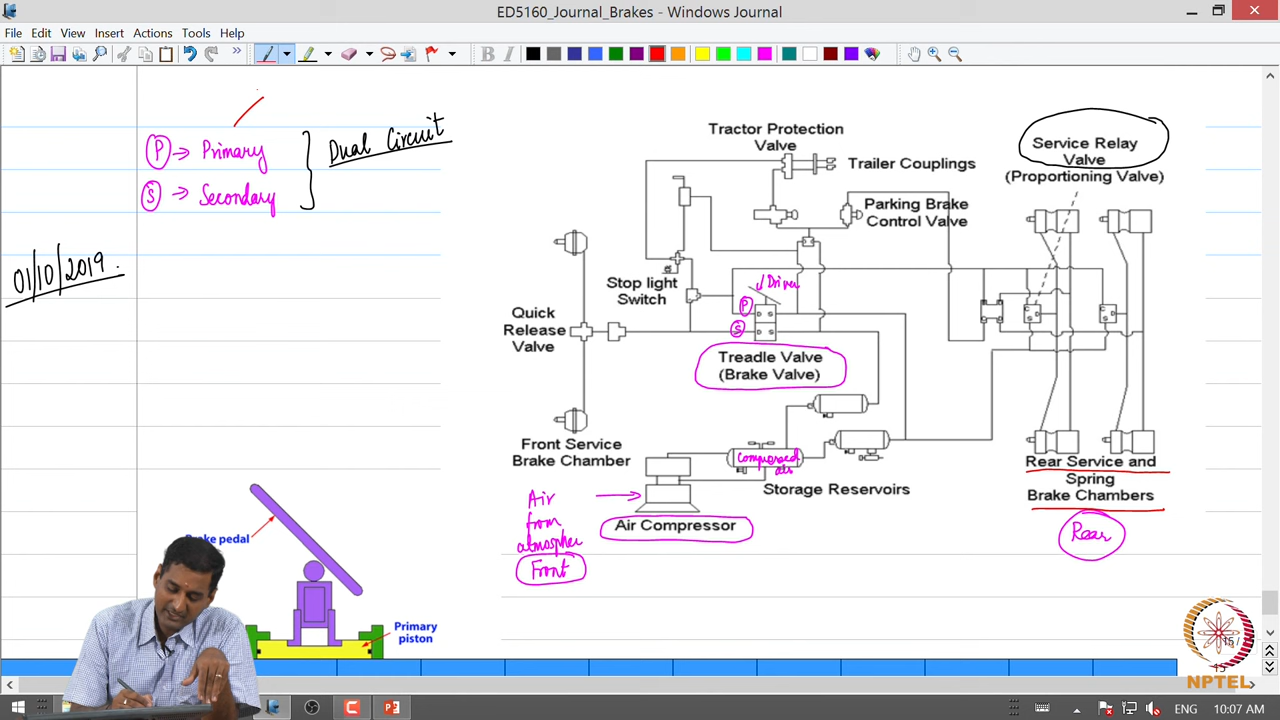 ED5160_Journal_Brakes - Windows Journal
File Edit View Insert Actions Tools Help
P → Primary
S → Secondary
Dual Circuit
01/10/2019.
Tractor Protection
Valve
Trailer Couplings
Parking Brake
Control Valve
Service Relay
Valve
(Proportioning Valve)
Stop light
Switch
Driver
P
S
Quick
Release
Valve
Treadle Valve
(Brake Valve)
Front Service
Brake Chamber
compressed
air
Storage Reservoirs
Air Compressor
Air
from
atmospher
Front
Rear Service and
Spring
Brake Chambers
Rear
Brake pedal
Primary
piston
NPTEL
ENG 10:07 AM